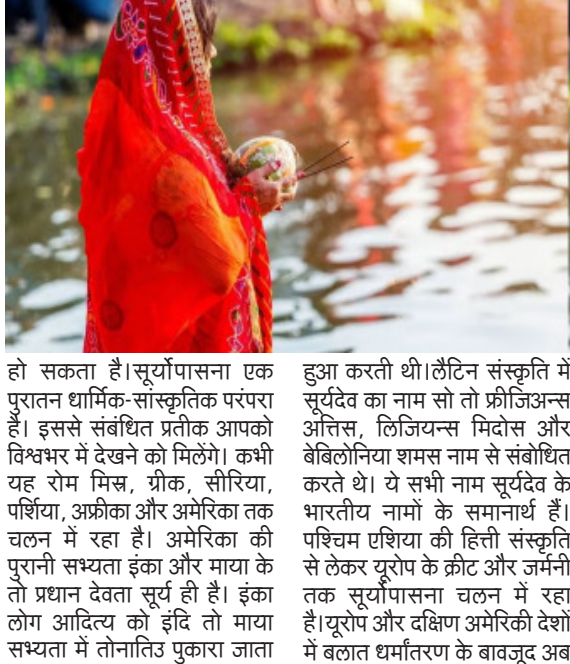 हो सकता है।सूर्योपासना एक
पुरातन धार्मिक-सांस्कृतिक परंपरा
है। इससे संबंधित प्रतीक आपको
विश्वभर में देखने को मिलेंगे। कभी
यह रोम मिस्र, ग्रीक, सीरिया,
पर्शिया, अफ्रीका और अमेरिका तक
चलन में रहा है। अमेरिका की
पुरानी सभ्यता इंका और माया के
तो प्रधान देवता सूर्य ही है। इंका
लोग आदित्य को इंदि तो माया
सभ्यता में तोनातिउ पुकारा जाता
हुआ करती थी।लैटिन संस्कृति में
सूर्यदेव का नाम सो तो फ्रीजिअन्स
अत्तिस, लिजियन्स मिदोस और
बेबिलोनिया शमस नाम से संबोधित
करते थे। ये सभी नाम सूर्यदेव के
भारतीय नामों के समानार्थ हैं।
पश्चिम एशिया की हित्ती संस्कृति
से लेकर यूरोप के क्रीट और जर्मनी
तक सूर्योपासना चलन में रहा
है।यूरोप और दक्षिण अमेरिकी देशों
में बलात धर्मांतरण के बावजूद अब